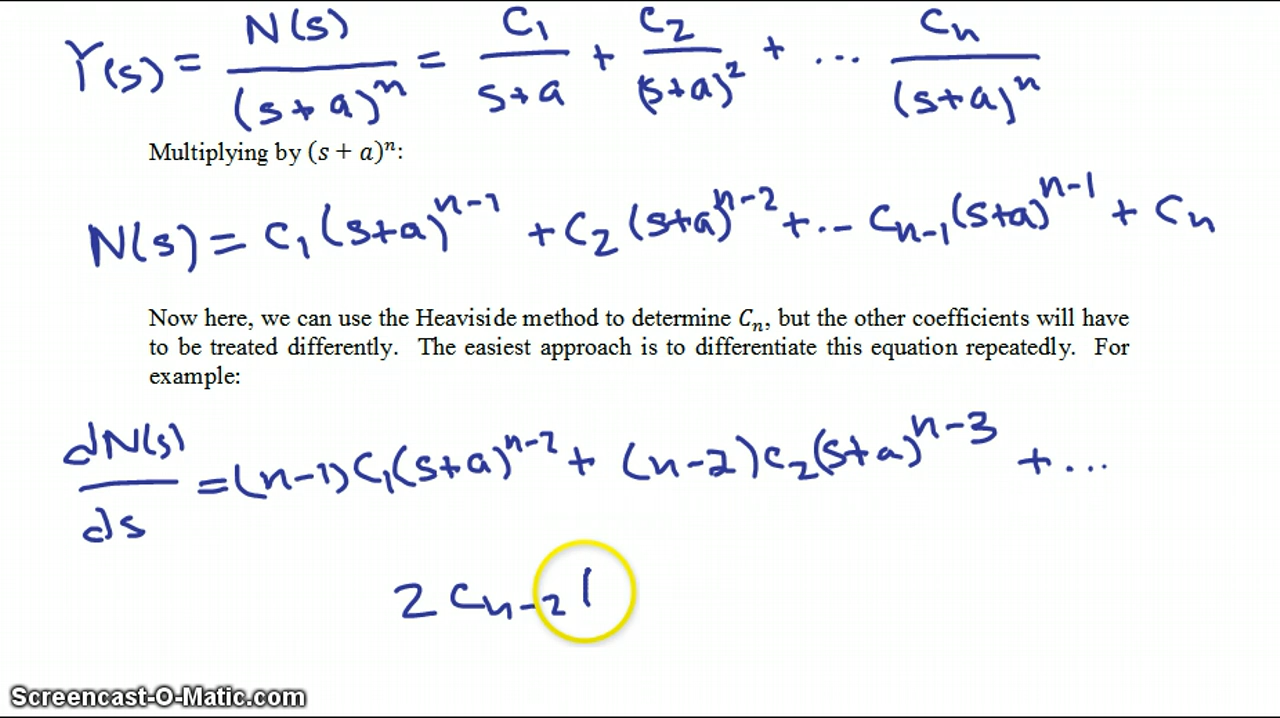 Y(s) = N(s)/(s+a)^n = C₁/(s+a) + C₂/(s+a)² + ... Cₙ/(s+a)^n
Multiplying by (s + a)ⁿ:
N(s) = C₁(s+a)^(n-1) + C₂(s+a)^(n-2) + ... Cₙ₋₁(s+a)^(n-1) + Cₙ
Now here, we can use the Heaviside method to determine Cₙ, but the other coefficients will have
to be treated differently. The easiest approach is to differentiate this equation repeatedly. For
example:
dN(s)/ds = (n-1)C₁(s+a)^(n-2) + (n-2)C₂(s+a)^(n-3) + ...
2Cₙ₋₂(
Screencast-O-Matic.com